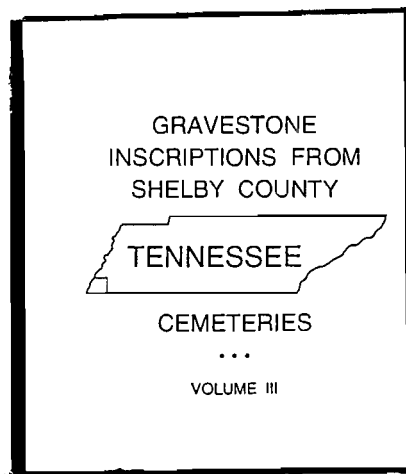 GRAVESTONE
INSCRIPTIONS FROM
SHELBY COUNTY
TENNESSEE
CEMETERIES
• • •
VOLUME III